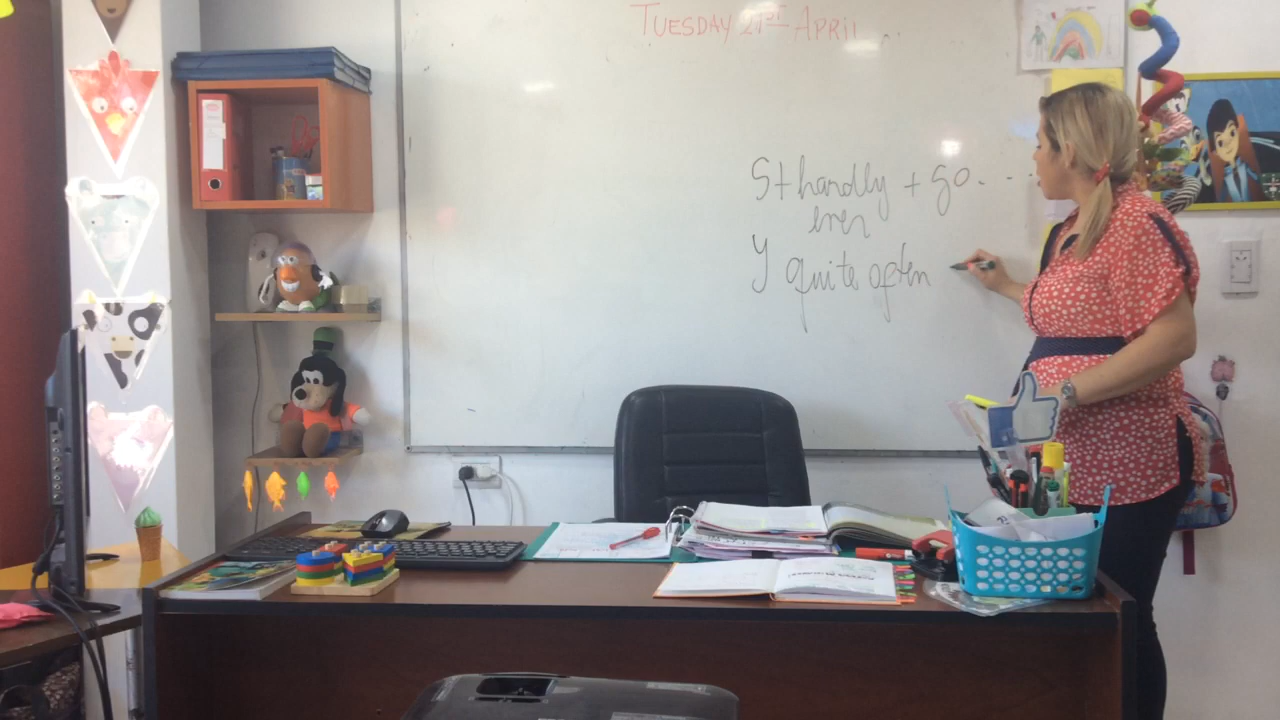 TUESDAY 21ST APRIL
St hardly + go. . .
ever
Y quite often